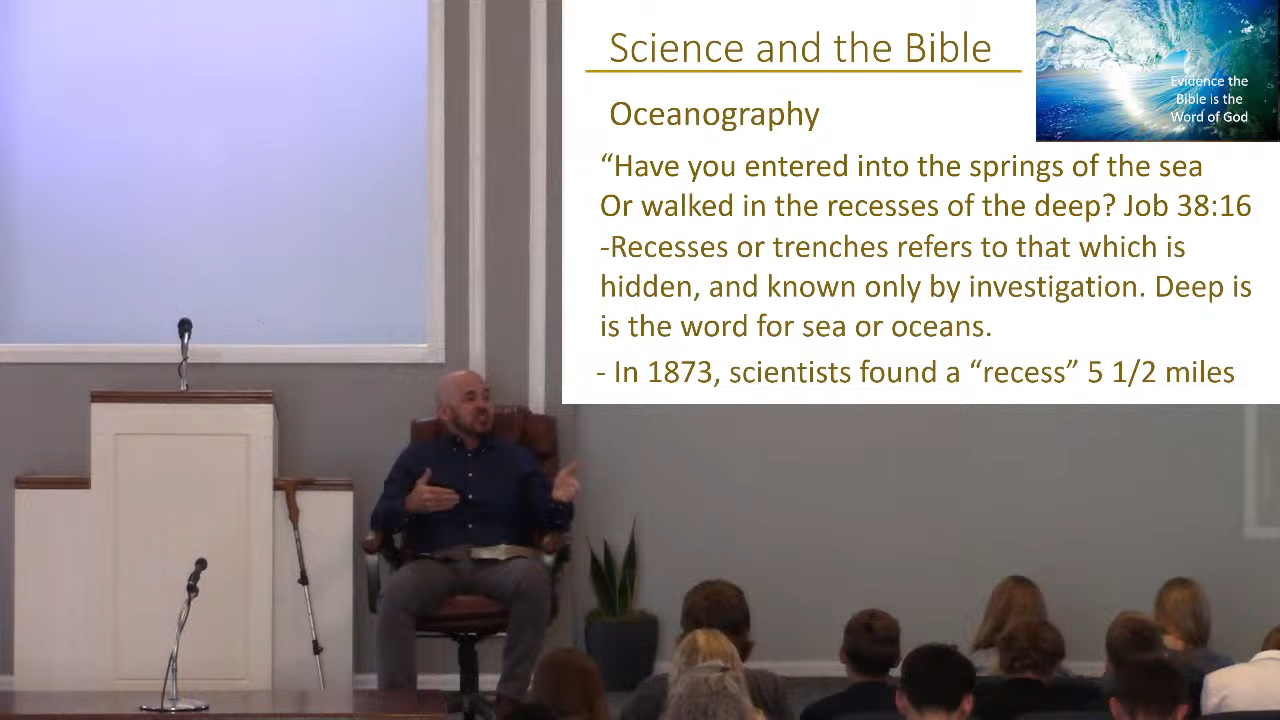 Science and the Bible
Evidence the
Bible is the
Word of God
Oceanography
“Have you entered into the springs of the sea
Or walked in the recesses of the deep? Job 38:16
-Recesses or trenches refers to that which is
hidden, and known only by investigation. Deep is
is the word for sea or oceans.
- In 1873, scientists found a “recess” 5 1/2 miles